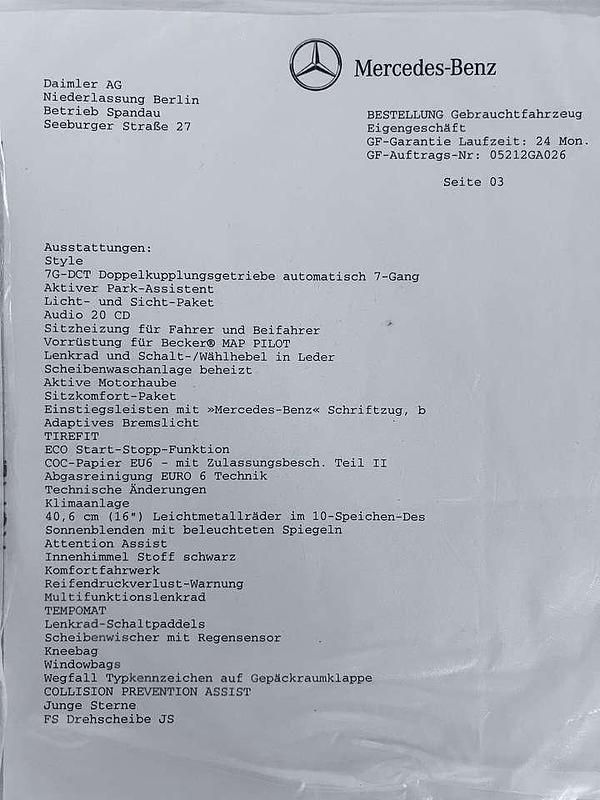 Mercedes-Benz
Daimler AG
Niederlassung Berlin
Betrieb Spandau
Seeburger Straße 27
BESTELLUNG Gebrauchtfahrzeug
Eigengeschäft
GF-Garantie Laufzeit: 24 Mon.
GF-Auftrags-Nr: 05212GA026
Seite 03
Ausstattungen:
Style
7G-DCT Doppelkupplungsgetriebe automatisch 7-Gang
Aktiver Park-Assistent
Licht- und Sicht-Paket
Audio 20 CD
Sitzheizung für Fahrer und Beifahrer
Vorrüstung für Becker® MAP PILOT
Lenkrad und Schalt-/Wählhebel in Leder
Scheibenwaschanlage beheizt
Aktive Motorhaube
Sitzkomfort-Paket
Einstiegsleisten mit »Mercedes-Benz« Schriftzug, b
Adaptives Bremslicht
TIREFIT
ECO Start-Stopp-Funktion
COC-Papier EU6 - mit Zulassungsbesch. Teil II
Abgasreinigung EURO 6 Technik
Technische Änderungen
Klimaanlage
40,6 cm (16") Leichtmetallräder im 10-Speichen-Des
Sonnenblenden mit beleuchteten Spiegeln
Attention Assist
Innenhimmel Stoff schwarz
Komfortfahrwerk
Reifendruckverlust-Warnung
Multifunktionslenkrad
TEMPOMAT
Lenkrad-Schaltpaddels
Scheibenwischer mit Regensensor
Kneebag
Windowbags
Wegfall Typkennzeichen auf Gepäckraumklappe
COLLISION PREVENTION ASSIST
Junge Sterne
FS Drehscheibe JS